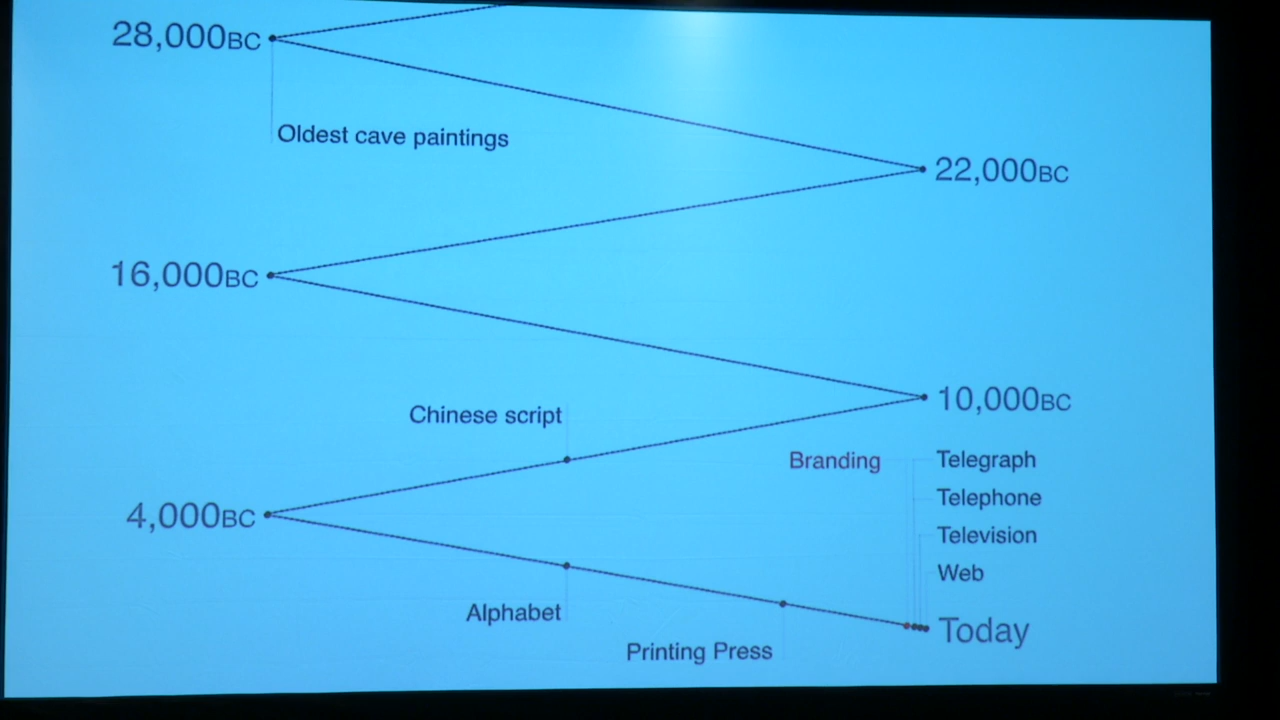 28,000BC
Oldest cave paintings
22,000BC
16,000BC
10,000BC
Chinese script
Branding
Telegraph
Telephone
4,000BC
Television
Web
Alphabet
Today
Printing Press